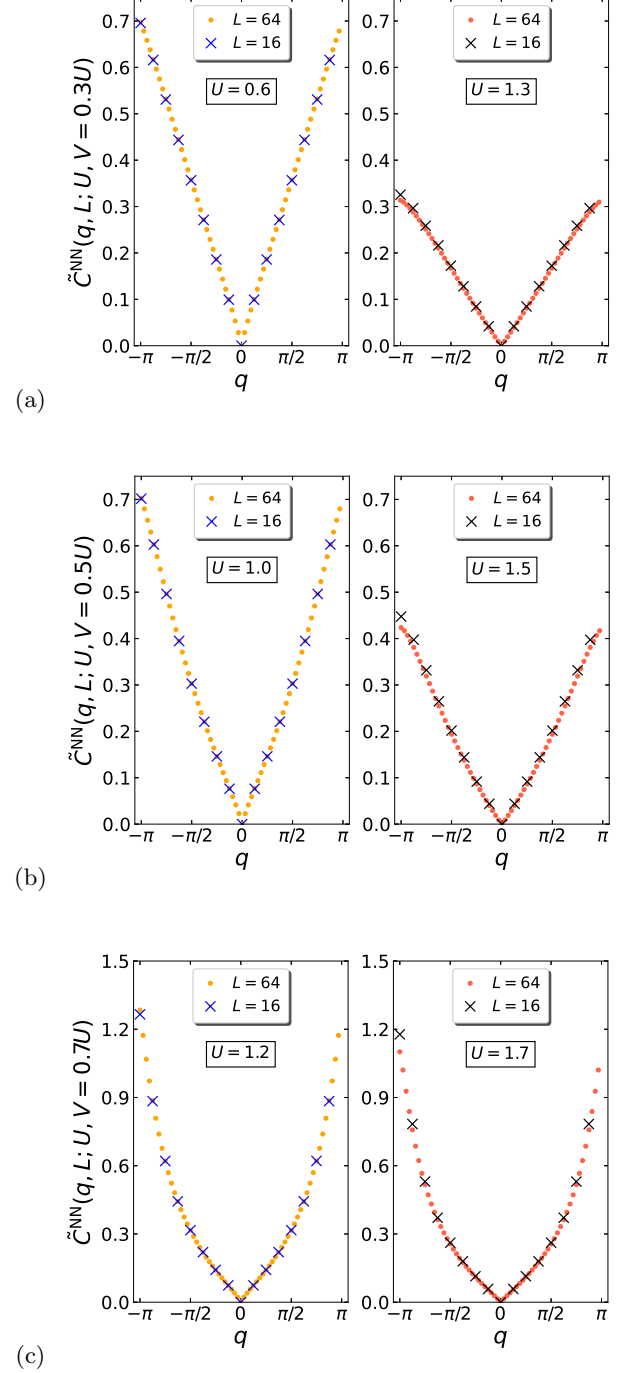 0.7
0.6
0.5
0.4
0.3
0.2
0.1
0.0
C̃ᴺᴺ(q, L; U, V = 0.3U)
L = 64
L = 16
U = 0.6
−π
−π/2
0
π/2
π
q
L = 64
L = 16
U = 1.3
0.7
0.6
0.5
0.4
0.3
0.2
0.1
0.0
−π
−π/2
0
π/2
π
q
(a)
0.7
0.6
0.5
0.4
0.3
0.2
0.1
0.0
C̃ᴺᴺ(q, L; U, V = 0.5U)
L = 64
L = 16
U = 1.0
−π
−π/2
0
π/2
π
q
L = 64
L = 16
U = 1.5
0.7
0.6
0.5
0.4
0.3
0.2
0.1
0.0
−π
−π/2
0
π/2
π
q
(b)
1.5
1.2
0.9
0.6
0.3
0.0
C̃ᴺᴺ(q, L; U, V = 0.7U)
L = 64
L = 16
U = 1.2
−π
−π/2
0
π/2
π
q
L = 64
L = 16
U = 1.7
1.5
1.2
0.9
0.6
0.3
0.0
−π
−π/2
0
π/2
π
q
(c)